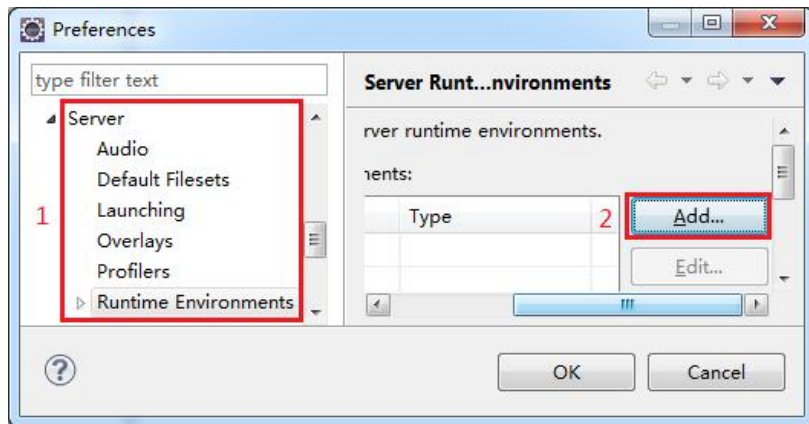 Preferences
type filter text
Server
Audio
Default Filesets
Launching
Overlays
Profilers
Runtime Environments
1
Server Runt...nvironments
rver runtime environments.
nents:
Type
2
Add...
Edit...
?
OK
Cancel